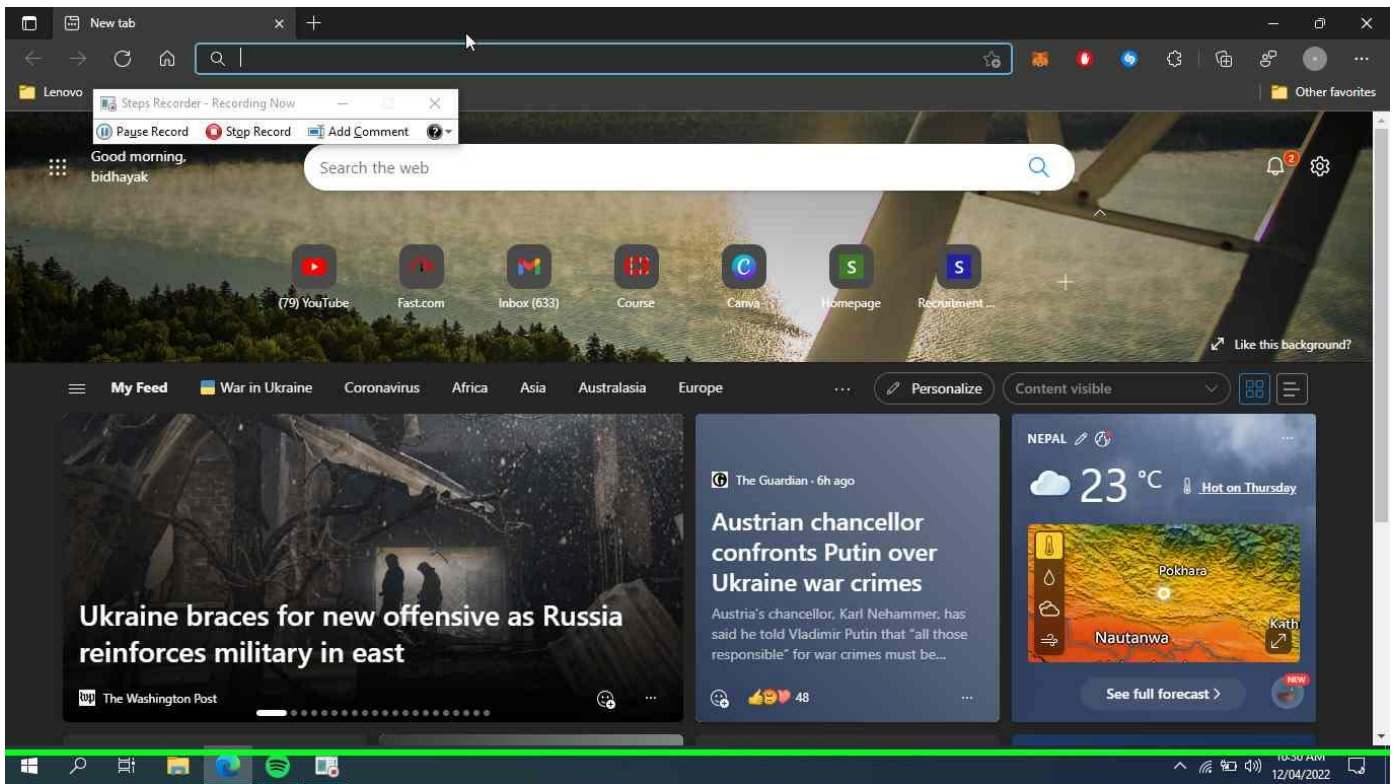 New tab
Lenovo
Other favorites
Steps Recorder - Recording Now
Pause Record Stop Record Add Comment ?
Good morning,
bidhayak
Search the web
2
(79) YouTube Fast.com Inbox (633) Course Canva Homepage Recruitment ...
C S S
Like this background?
My Feed War in Ukraine Coronavirus Africa Asia Australasia Europe ... Personalize Content visible
Ukraine braces for new offensive as Russia
reinforces military in east
wp The Washington Post
The Guardian · 6h ago
Austrian chancellor
confronts Putin over
Ukraine war crimes
Austria's chancellor, Karl Nehammer, has
said he told Vladimir Putin that "all those
responsible" for war crimes must be...
48
NEPAL
23 °C Hot on Thursday
Pokhara
Nautanwa
Kath
See full forecast >
NEW
10:30 AM
12/04/2022